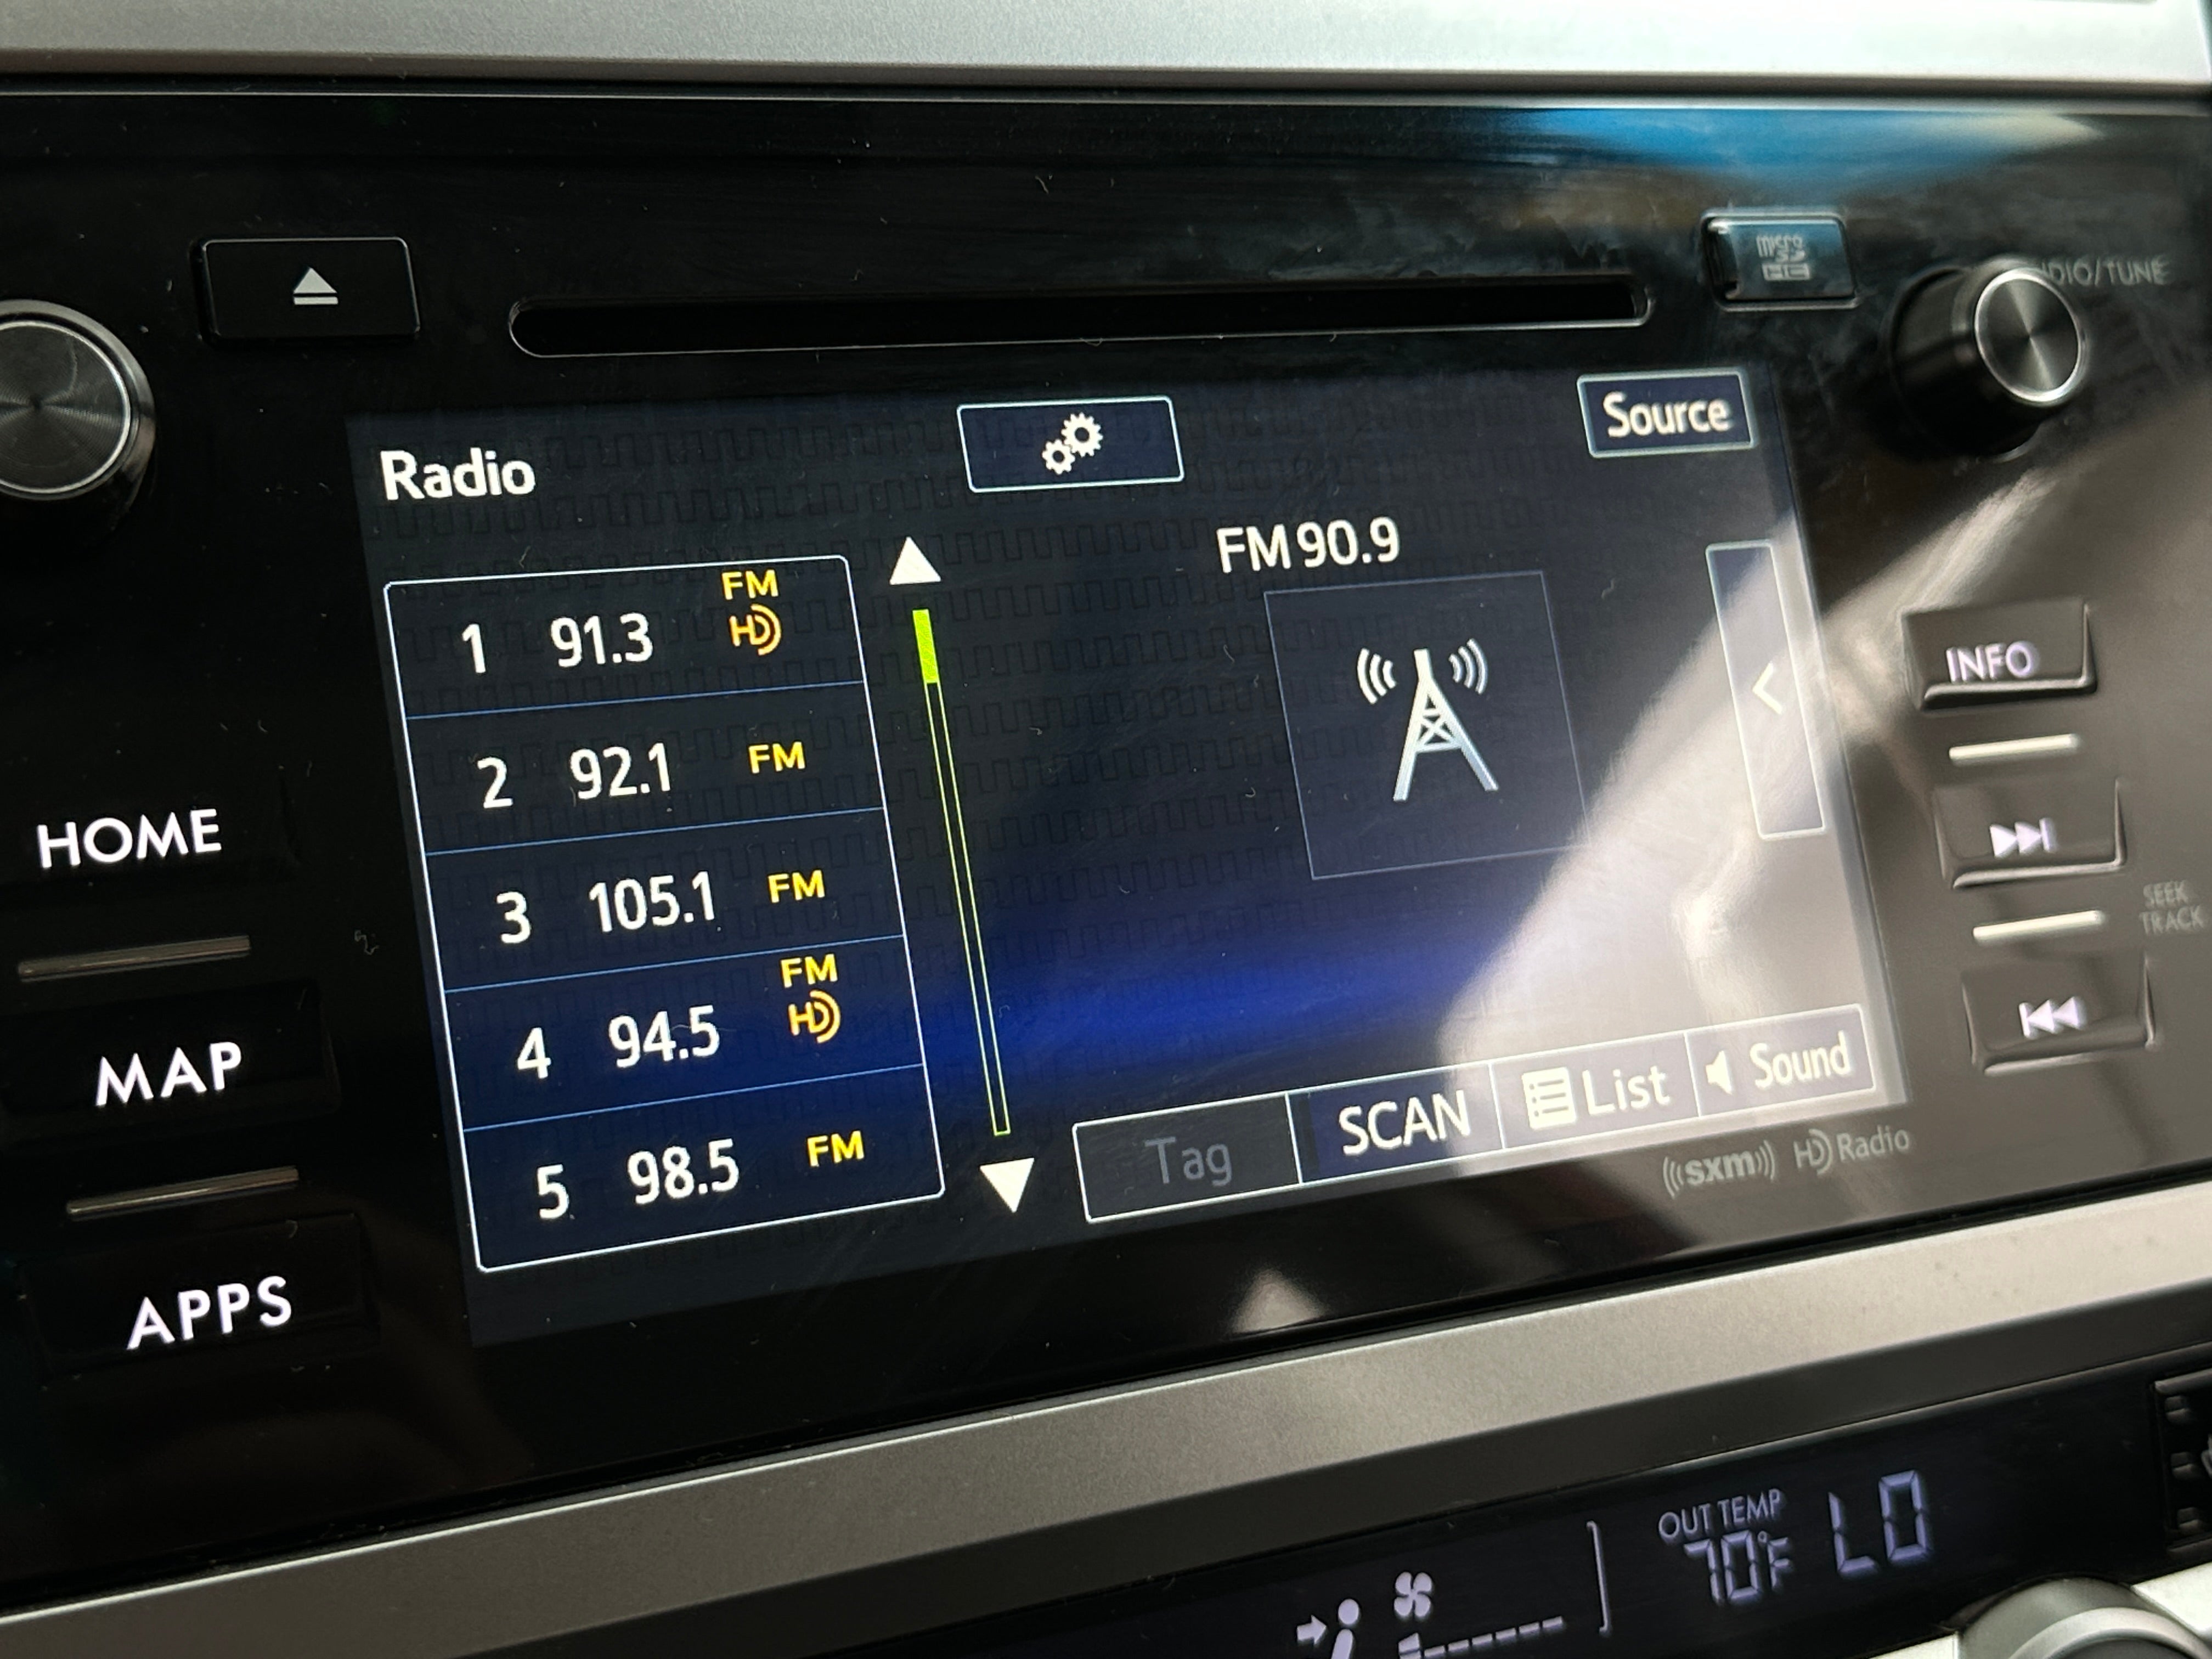 micro
SD
HC
DIO/TUNE
Radio
Source
FM 90.9
1 91.3 FM HD
2 92.1 FM
3 105.1 FM
4 94.5 FM HD
5 98.5 FM
HOME
MAP
APPS
INFO
SEEK
TRACK
Tag
SCAN
List
Sound
((sxm)) HD Radio
OUT TEMP
70°F LO